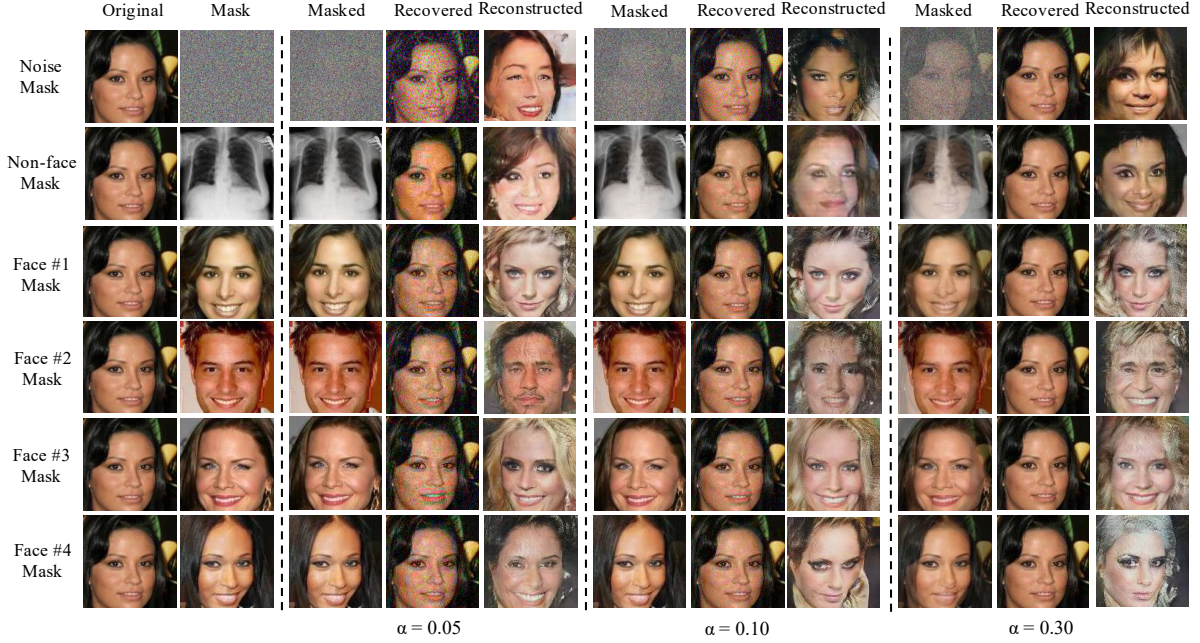 Original Mask Masked Recovered Reconstructed Masked Recovered Reconstructed Masked Recovered Reconstructed
Noise
Mask
Non-face
Mask
Face #1
Mask
Face #2
Mask
Face #3
Mask
Face #4
Mask
α = 0.05 α = 0.10 α = 0.30